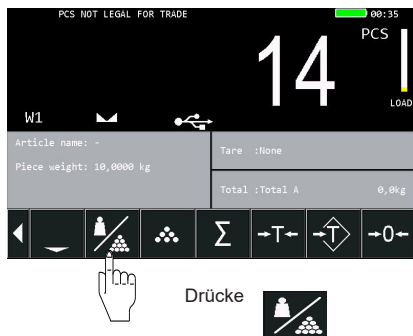 PCS NOT LEGAL FOR TRADE
00:35
14
PCS
LOAD
W1
Article name: -
Piece weight: 10,0000 kg
Tare :None
Total :Total A 0,0kg
Σ →T← →T→ →0←
Drücke